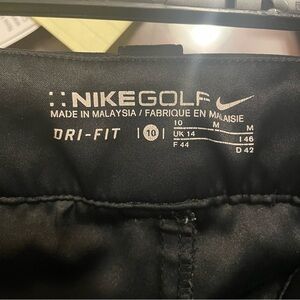 NIKEGOLF
MADE IN MALAYSIA / FABRIQUE EN MALAISIE
DRI-FIT 10
10 M M
UK 14 I 46
F 44 D 42